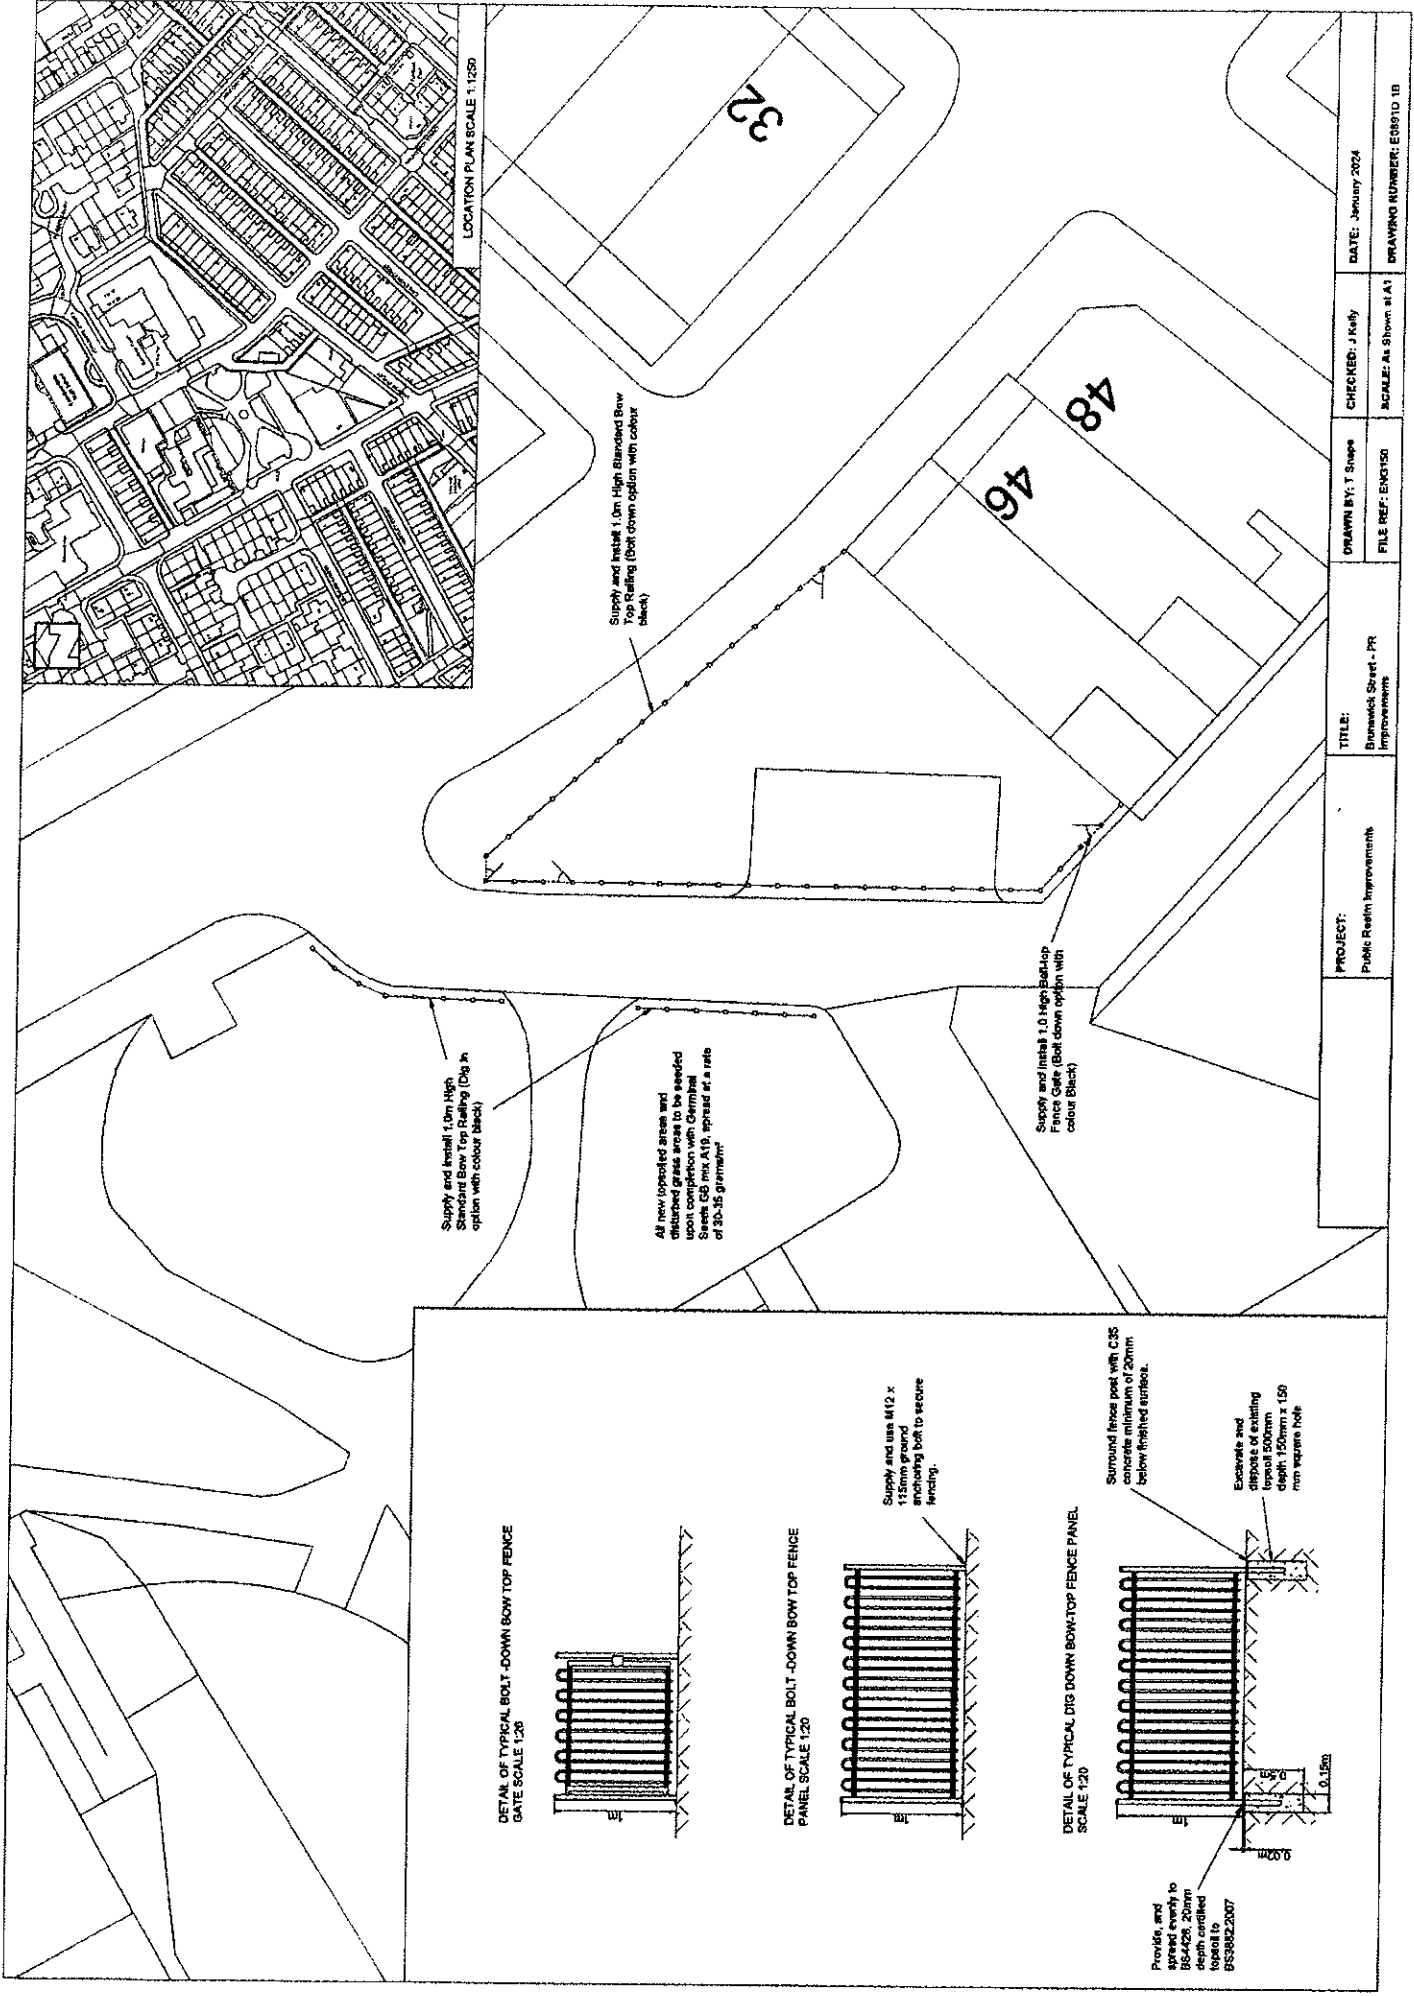 LOCATION PLAN SCALE 1:1250
32
46
48
Supply and install 1.0m High Standard Bow
Top Railing (Bolt down option with colour
black)
Supply and install 1.0m High
Standard Bow Top Railing (Dig in
option with colour black)
All new topsoiled areas and
disturbed grass areas to be seeded
upon completion with Germinal
Seeds GB mix A19, spread at a rate
of 30-35 grams/m²
Supply and install 1.0 High Ball-top
Fence Gate (Bolt down option with
colour Black)
DETAIL OF TYPICAL BOLT -DOWN BOW TOP FENCE
GATE SCALE 1:20
1m
DETAIL OF TYPICAL BOLT -DOWN BOW TOP FENCE
PANEL SCALE 1:20
1m
Supply and use M12 x
115mm ground
anchoring bolt to secure
fencing.
DETAIL OF TYPICAL DIG DOWN BOW-TOP FENCE PANEL
SCALE 1:20
1m
Surround fence post with C35
concrete minimum of 20mm
below finished surface.
Excavate and
dispose of existing
topsoil 500mm
depth 150mm x 150
mm square hole
Provide, and
spread evenly to
BS4428, 20mm
depth certified
topsoil to
BS3882:2007
0.02m
0.5m
0.15m
PROJECT:
Public Realm Improvements
TITLE:
Brunswick Street - PR
Improvements
DRAWN BY: T Snape
FILE REF: ENG150
CHECKED: J Kelly
SCALE: As Shown at A1
DATE: January 2024
DRAWING NUMBER: E0891D 1B